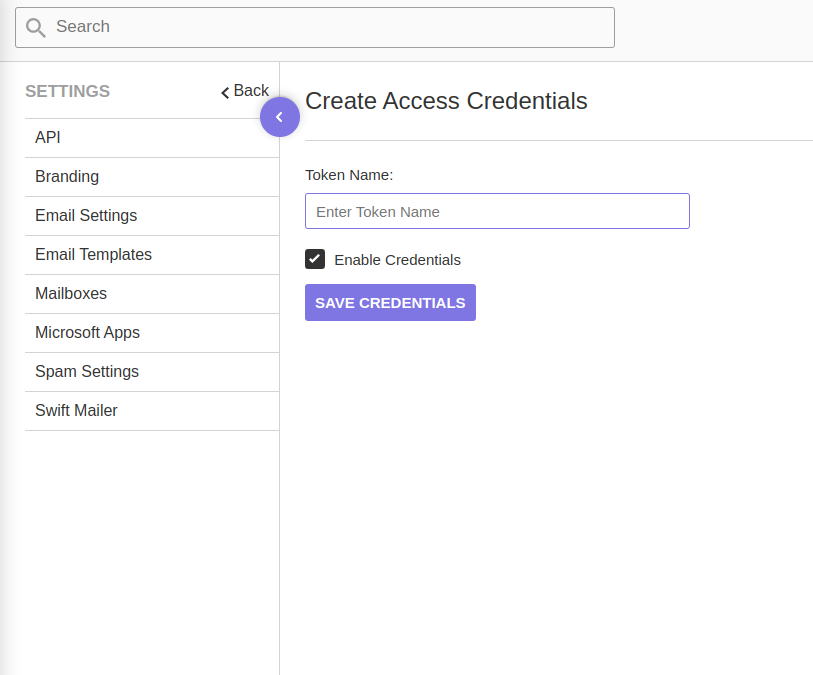 Search
SETTINGS
Back
API
Branding
Email Settings
Email Templates
Mailboxes
Microsoft Apps
Spam Settings
Swift Mailer
Create Access Credentials
Token Name:
Enter Token Name
Enable Credentials
SAVE CREDENTIALS